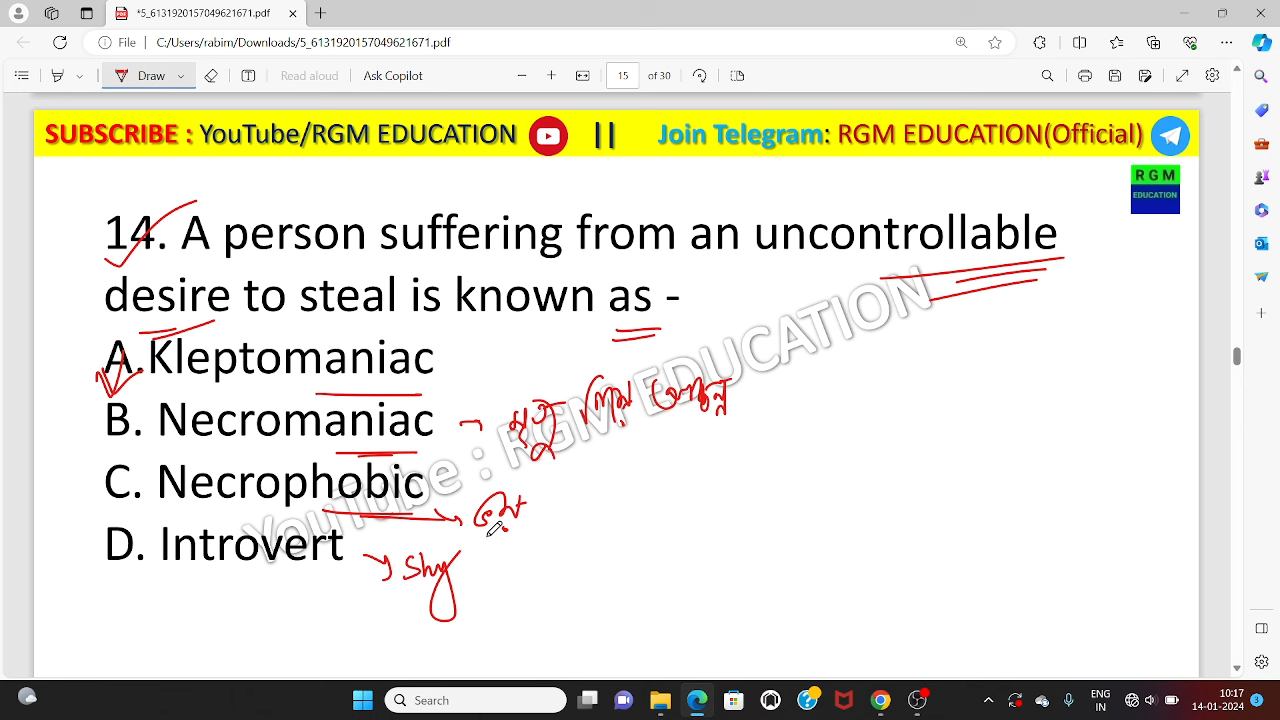 *5_6131920157049621671.pdf
File C:/Users/rabim/Downloads/5_6131920157049621671.pdf
Draw Read aloud Ask Copilot 15 of 30
SUBSCRIBE : YouTube/RGM EDUCATION || Join Telegram: RGM EDUCATION(Official)
R G M
EDUCATION
14. A person suffering from an uncontrollable
desire to steal is known as -
A.Kleptomaniac
B. Necromaniac
C. Necrophobic
D. Introvert
shy
YouTube : RGM EDUCATION
Search
ENG
IN
10:17
14-01-2024
3